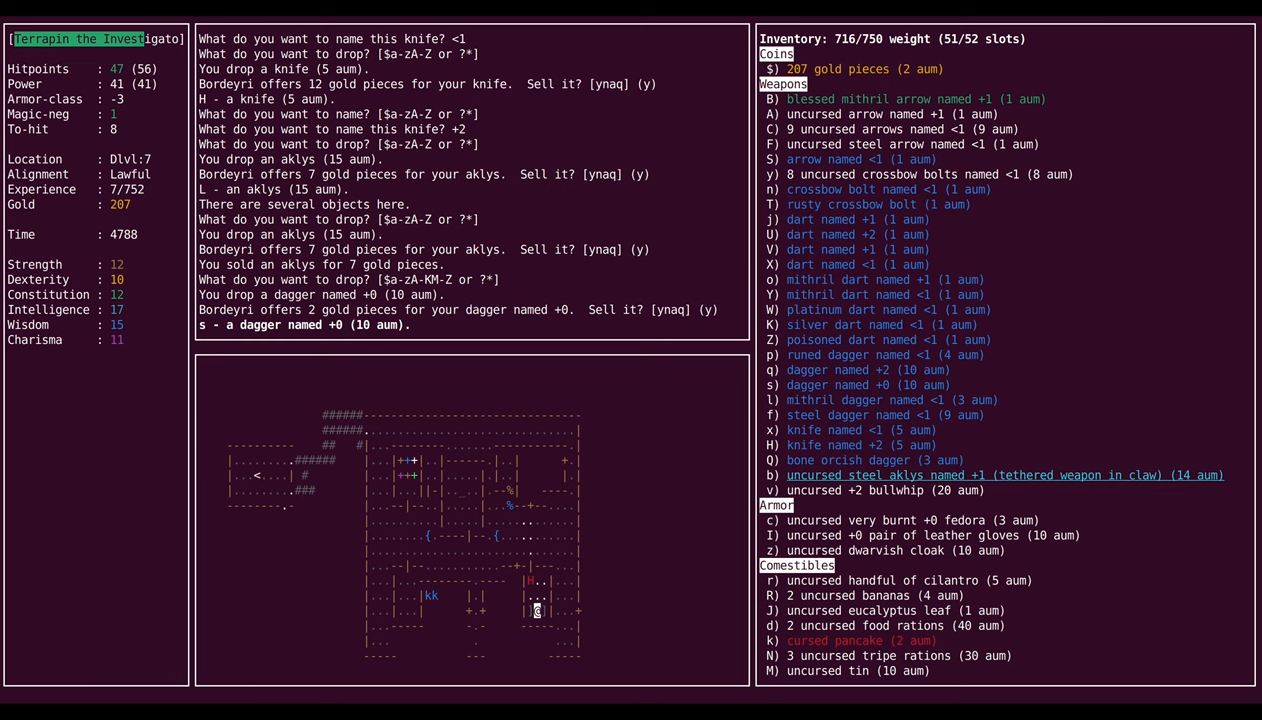 [Terrapin the Investigato]
Hitpoints : 47 (56)
Power : 41 (41)
Armor-class : -3
Magic-neg : 1
To-hit : 8
Location : Dlvl:7
Alignment : Lawful
Experience : 7/752
Gold : 207
Time : 4788
Strength : 12
Dexterity : 10
Constitution : 12
Intelligence : 17
Wisdom : 15
Charisma : 11
What do you want to name this knife? <1
What do you want to drop? [$a-zA-Z or ?*]
You drop a knife (5 aum).
Bordeyri offers 12 gold pieces for your knife.  Sell it? [ynaq] (y)
H - a knife (5 aum).
What do you want to name? [$a-zA-Z or ?*]
What do you want to name this knife? +2
What do you want to drop? [$a-zA-Z or ?*]
You drop an aklys (15 aum).
Bordeyri offers 7 gold pieces for your aklys.  Sell it? [ynaq] (y)
L - an aklys (15 aum).
There are several objects here.
What do you want to drop? [$a-zA-Z or ?*]
You drop an aklys (15 aum).
Bordeyri offers 7 gold pieces for your aklys.  Sell it? [ynaq] (y)
You sold an aklys for 7 gold pieces.
What do you want to drop? [$a-zA-KM-Z or ?*]
You drop a dagger named +0 (10 aum).
Bordeyri offers 2 gold pieces for your dagger named +0.  Sell it? [ynaq] (y)
s - a dagger named +0 (10 aum).
Inventory: 716/750 weight (51/52 slots)
Coins
$) 207 gold pieces (2 aum)
Weapons
B) blessed mithril arrow named +1 (1 aum)
A) uncursed arrow named +1 (1 aum)
C) 9 uncursed arrows named <1 (9 aum)
F) uncursed steel arrow named <1 (1 aum)
S) arrow named <1 (1 aum)
y) 8 uncursed crossbow bolts named <1 (8 aum)
n) crossbow bolt named <1 (1 aum)
T) rusty crossbow bolt (1 aum)
j) dart named +1 (1 aum)
U) dart named +2 (1 aum)
V) dart named +1 (1 aum)
X) dart named <1 (1 aum)
o) mithril dart named +1 (1 aum)
Y) mithril dart named <1 (1 aum)
W) platinum dart named <1 (1 aum)
K) silver dart named <1 (1 aum)
Z) poisoned dart named <1 (1 aum)
p) runed dagger named <1 (4 aum)
q) dagger named +2 (10 aum)
s) dagger named +0 (10 aum)
l) mithril dagger named <1 (3 aum)
f) steel dagger named <1 (9 aum)
x) knife named <1 (5 aum)
H) knife named +2 (5 aum)
Q) bone orcish dagger (3 aum)
b) uncursed steel aklys named +1 (tethered weapon in claw) (14 aum)
v) uncursed +2 bullwhip (20 aum)
Armor
c) uncursed very burnt +0 fedora (3 aum)
I) uncursed +0 pair of leather gloves (10 aum)
z) uncursed dwarvish cloak (10 aum)
Comestibles
r) uncursed handful of cilantro (5 aum)
R) 2 uncursed bananas (4 aum)
J) uncursed eucalyptus leaf (1 aum)
d) 2 uncursed food rations (40 aum)
k) cursed pancake (2 aum)
N) 3 uncursed tripe rations (30 aum)
M) uncursed tin (10 aum)